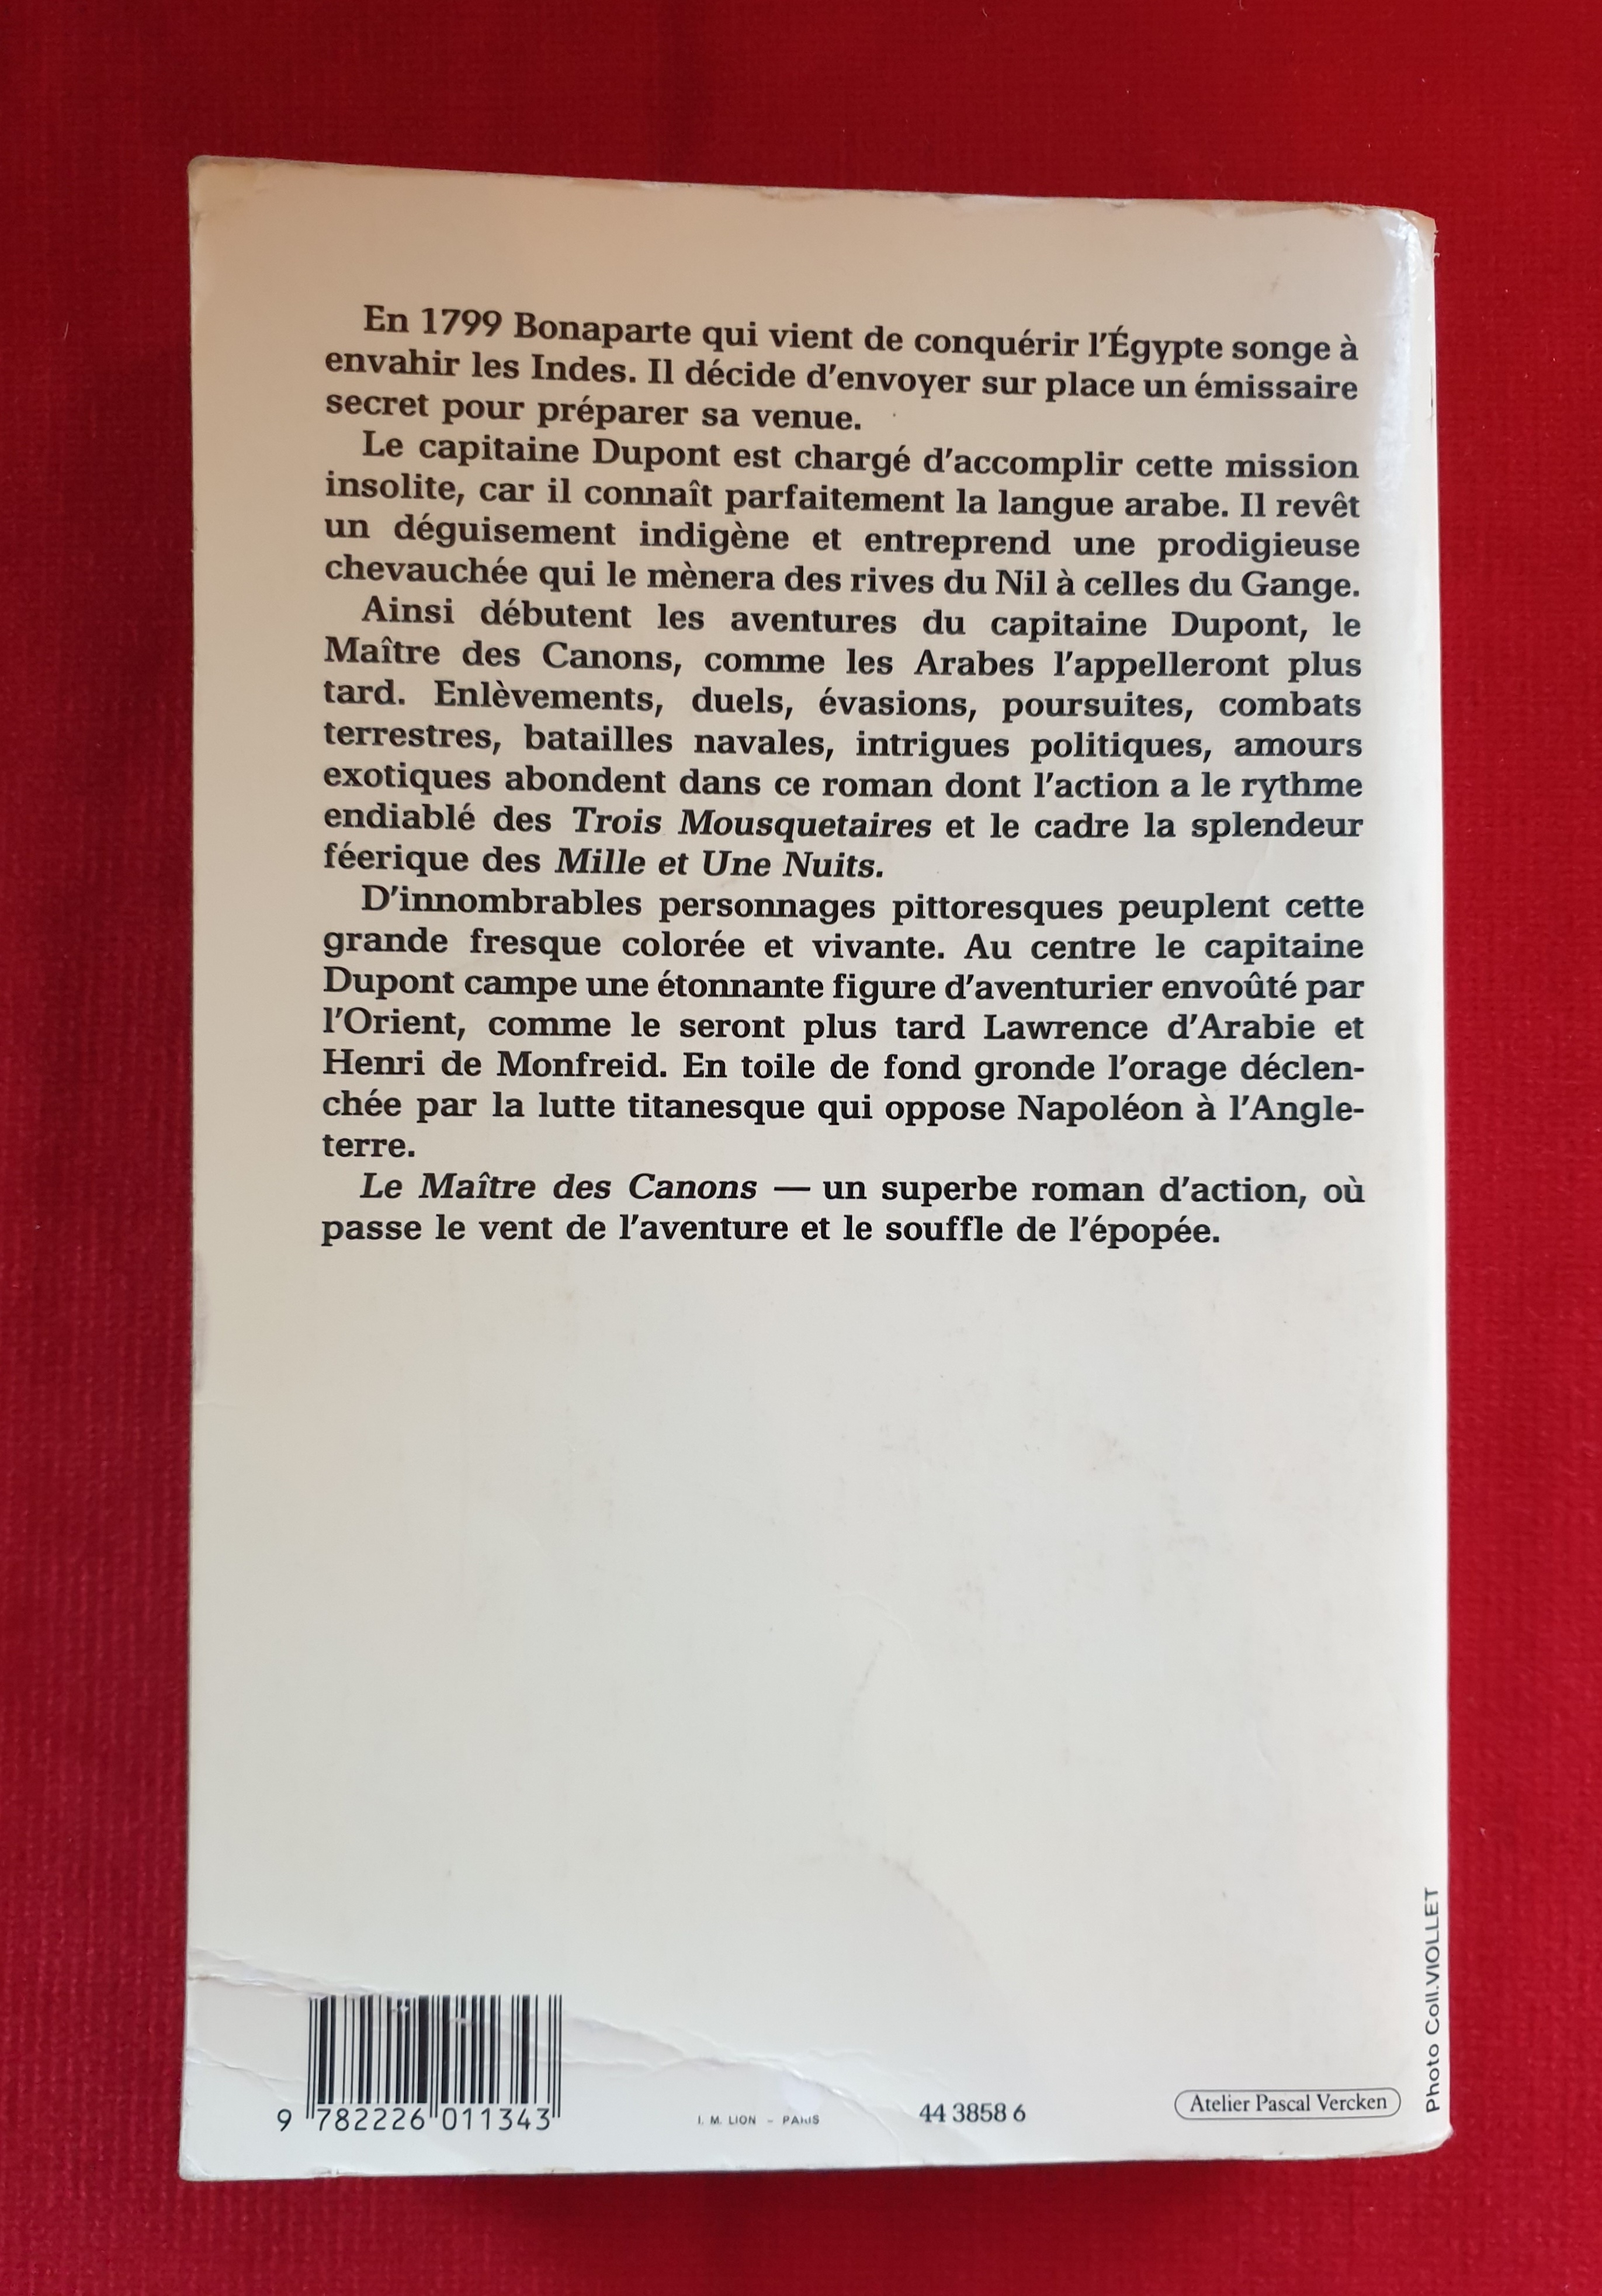 En 1799 Bonaparte qui vient de conquérir l'Égypte songe à
envahir les Indes. Il décide d'envoyer sur place un émissaire
secret pour préparer sa venue.
Le capitaine Dupont est chargé d'accomplir cette mission
insolite, car il connaît parfaitement la langue arabe. Il revêt
un déguisement indigène et entreprend une prodigieuse
chevauchée qui le mènera des rives du Nil à celles du Gange.
Ainsi débutent les aventures du capitaine Dupont, le
Maître des Canons, comme les Arabes l'appelleront plus
tard. Enlèvements, duels, évasions, poursuites, combats
terrestres, batailles navales, intrigues politiques, amours
exotiques abondent dans ce roman dont l'action a le rythme
endiablé des Trois Mousquetaires et le cadre la splendeur
féerique des Mille et Une Nuits.
D'innombrables personnages pittoresques peuplent cette
grande fresque colorée et vivante. Au centre le capitaine
Dupont campe une étonnante figure d'aventurier envoûté par
l'Orient, comme le seront plus tard Lawrence d'Arabie et
Henri de Monfreid. En toile de fond gronde l'orage déclen-
chée par la lutte titanesque qui oppose Napoléon à l'Angle-
terre.
Le Maître des Canons — un superbe roman d'action, où
passe le vent de l'aventure et le souffle de l'épopée.
9 782226 011343
I. M. LION - PARIS
44 3858 6
Atelier Pascal Vercken
Photo Coll.VIOLLET